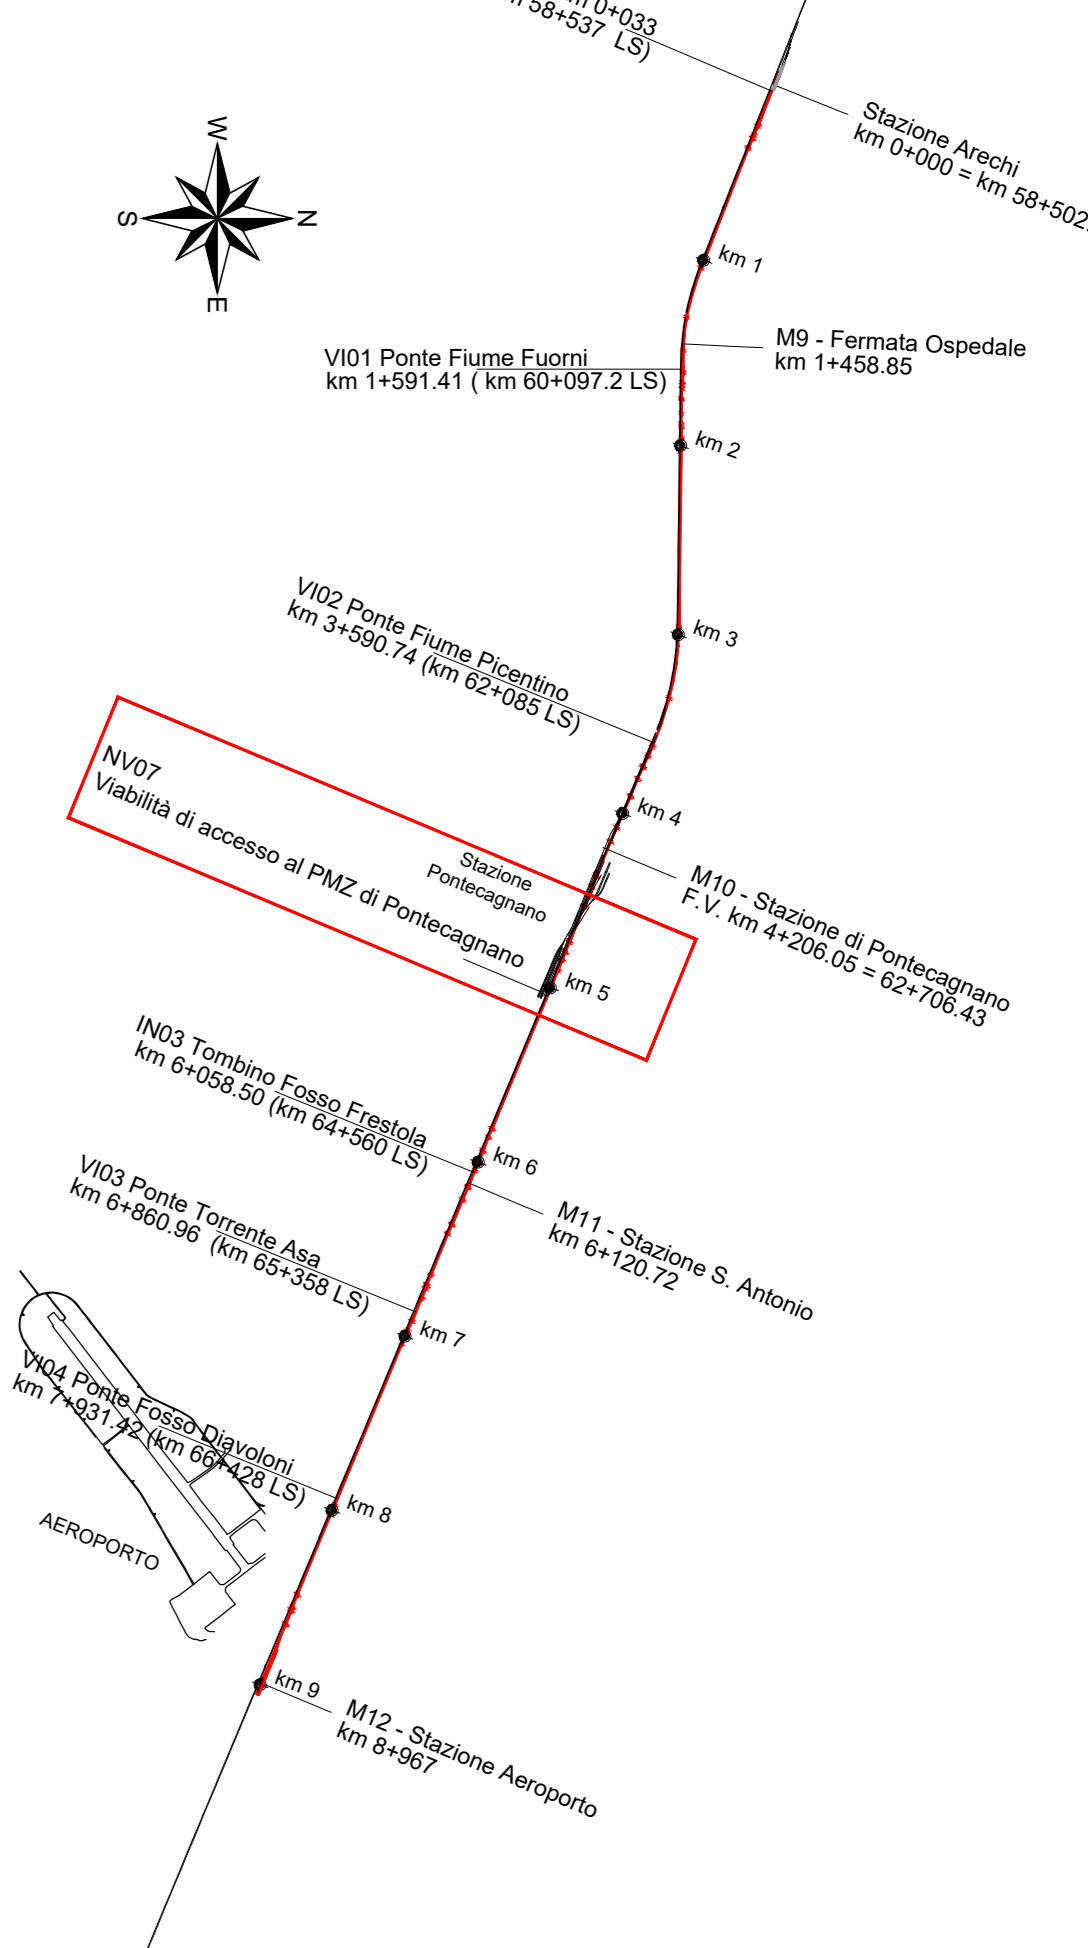 0+033
58+537 LS)
Stazione Arechi
km 0+000 = km 58+502
W
S
N
E
km 1
M9 - Fermata Ospedale
km 1+458.85
VI01 Ponte Fiume Fuorni
km 1+591.41 ( km 60+097.2 LS)
km 2
VI02 Ponte Fiume Picentino
km 3+590.74 (km 62+085 LS)
km 3
NV07
Viabilità di accesso al PMZ di Pontecagnano
km 4
Stazione
Pontecagnano
M10 - Stazione di Pontecagnano
F.V. km 4+206.05 = 62+706.43
km 5
IN03 Tombino Fosso Frestola
km 6+058.50 (km 64+560 LS)
km 6
VI03 Ponte Torrente Asa
km 6+860.96 (km 65+358 LS)
M11 - Stazione S. Antonio
km 6+120.72
km 7
VI04 Ponte Fosso Diavoloni
km 7+931.42 (km 66+428 LS)
km 8
AEROPORTO
km 9
M12 - Stazione Aeroporto
km 8+967